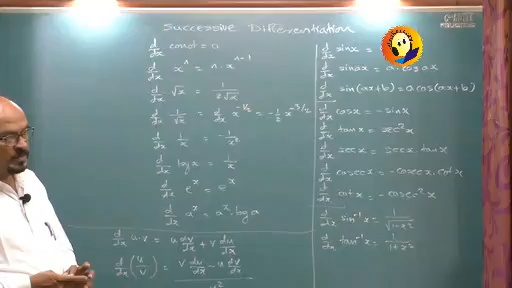 Successive Differentiation
d/dx const = 0
d/dx x^n = n·x^(n-1)
d/dx √x = 1/(2√x)
d/dx 1/√x = d/dx x^(-1/2) = -1/2 x^(-3/2)
d/dx 1/x = -1/x²
d/dx log x = 1/x
d/dx e^x = e^x
d/dx a^x = a^x · log a
d/dx u·v = u dv/dx + v du/dx
d/dx (u/v) = (v du/dx - u dv/dx)/v²
d/dx sin x =
d/dx sin ax = a·cos ax
d/dx sin(ax+b) = a cos(ax+b)
d/dx cos x = -sin x
d/dx tan x = sec² x
d/dx sec x = sec x · tan x
d/dx cosec x = -cosec x · cot x
d/dx cot x = -cosec² x
d/dx sin⁻¹ x = 1/√(1-x²)
d/dx tan⁻¹ x = 1/(1+x²)